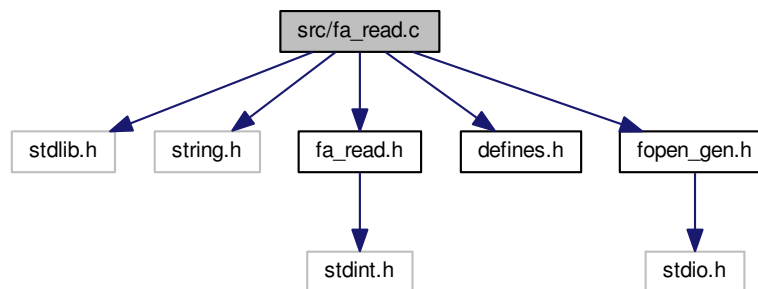 src/fa_read.c
stdlib.h
string.h
fa_read.h
defines.h
fopen_gen.h
stdint.h
stdio.h